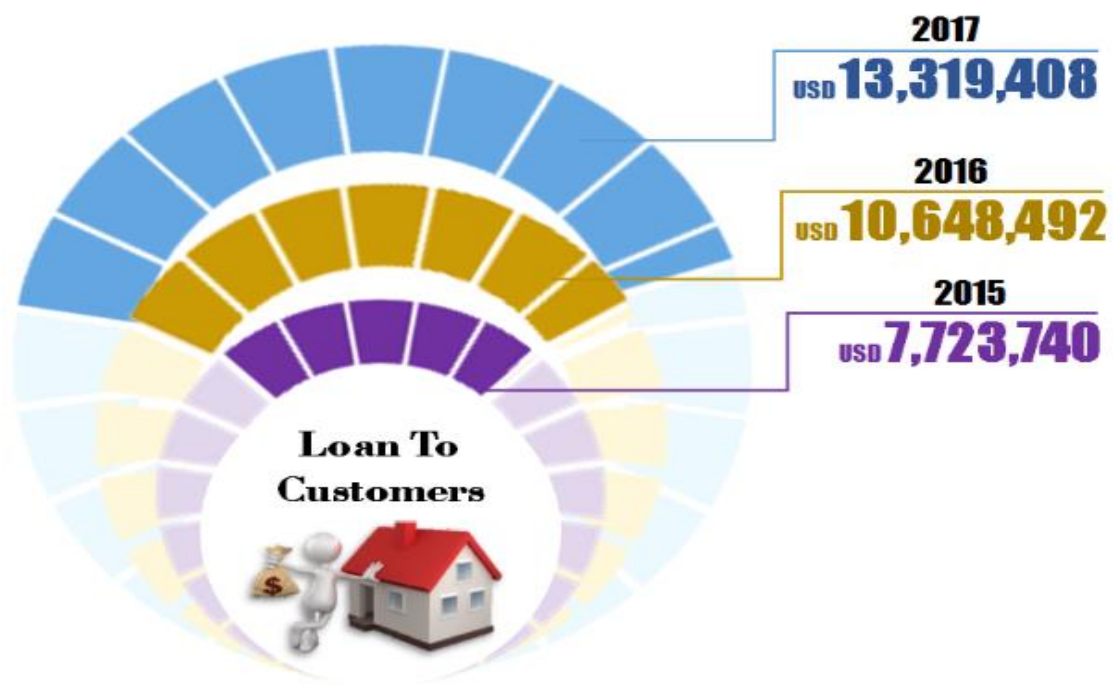 2017
USD 13,319,408
2016
USD 10,648,492
2015
USD 7,723,740
Loan To
Customers
$